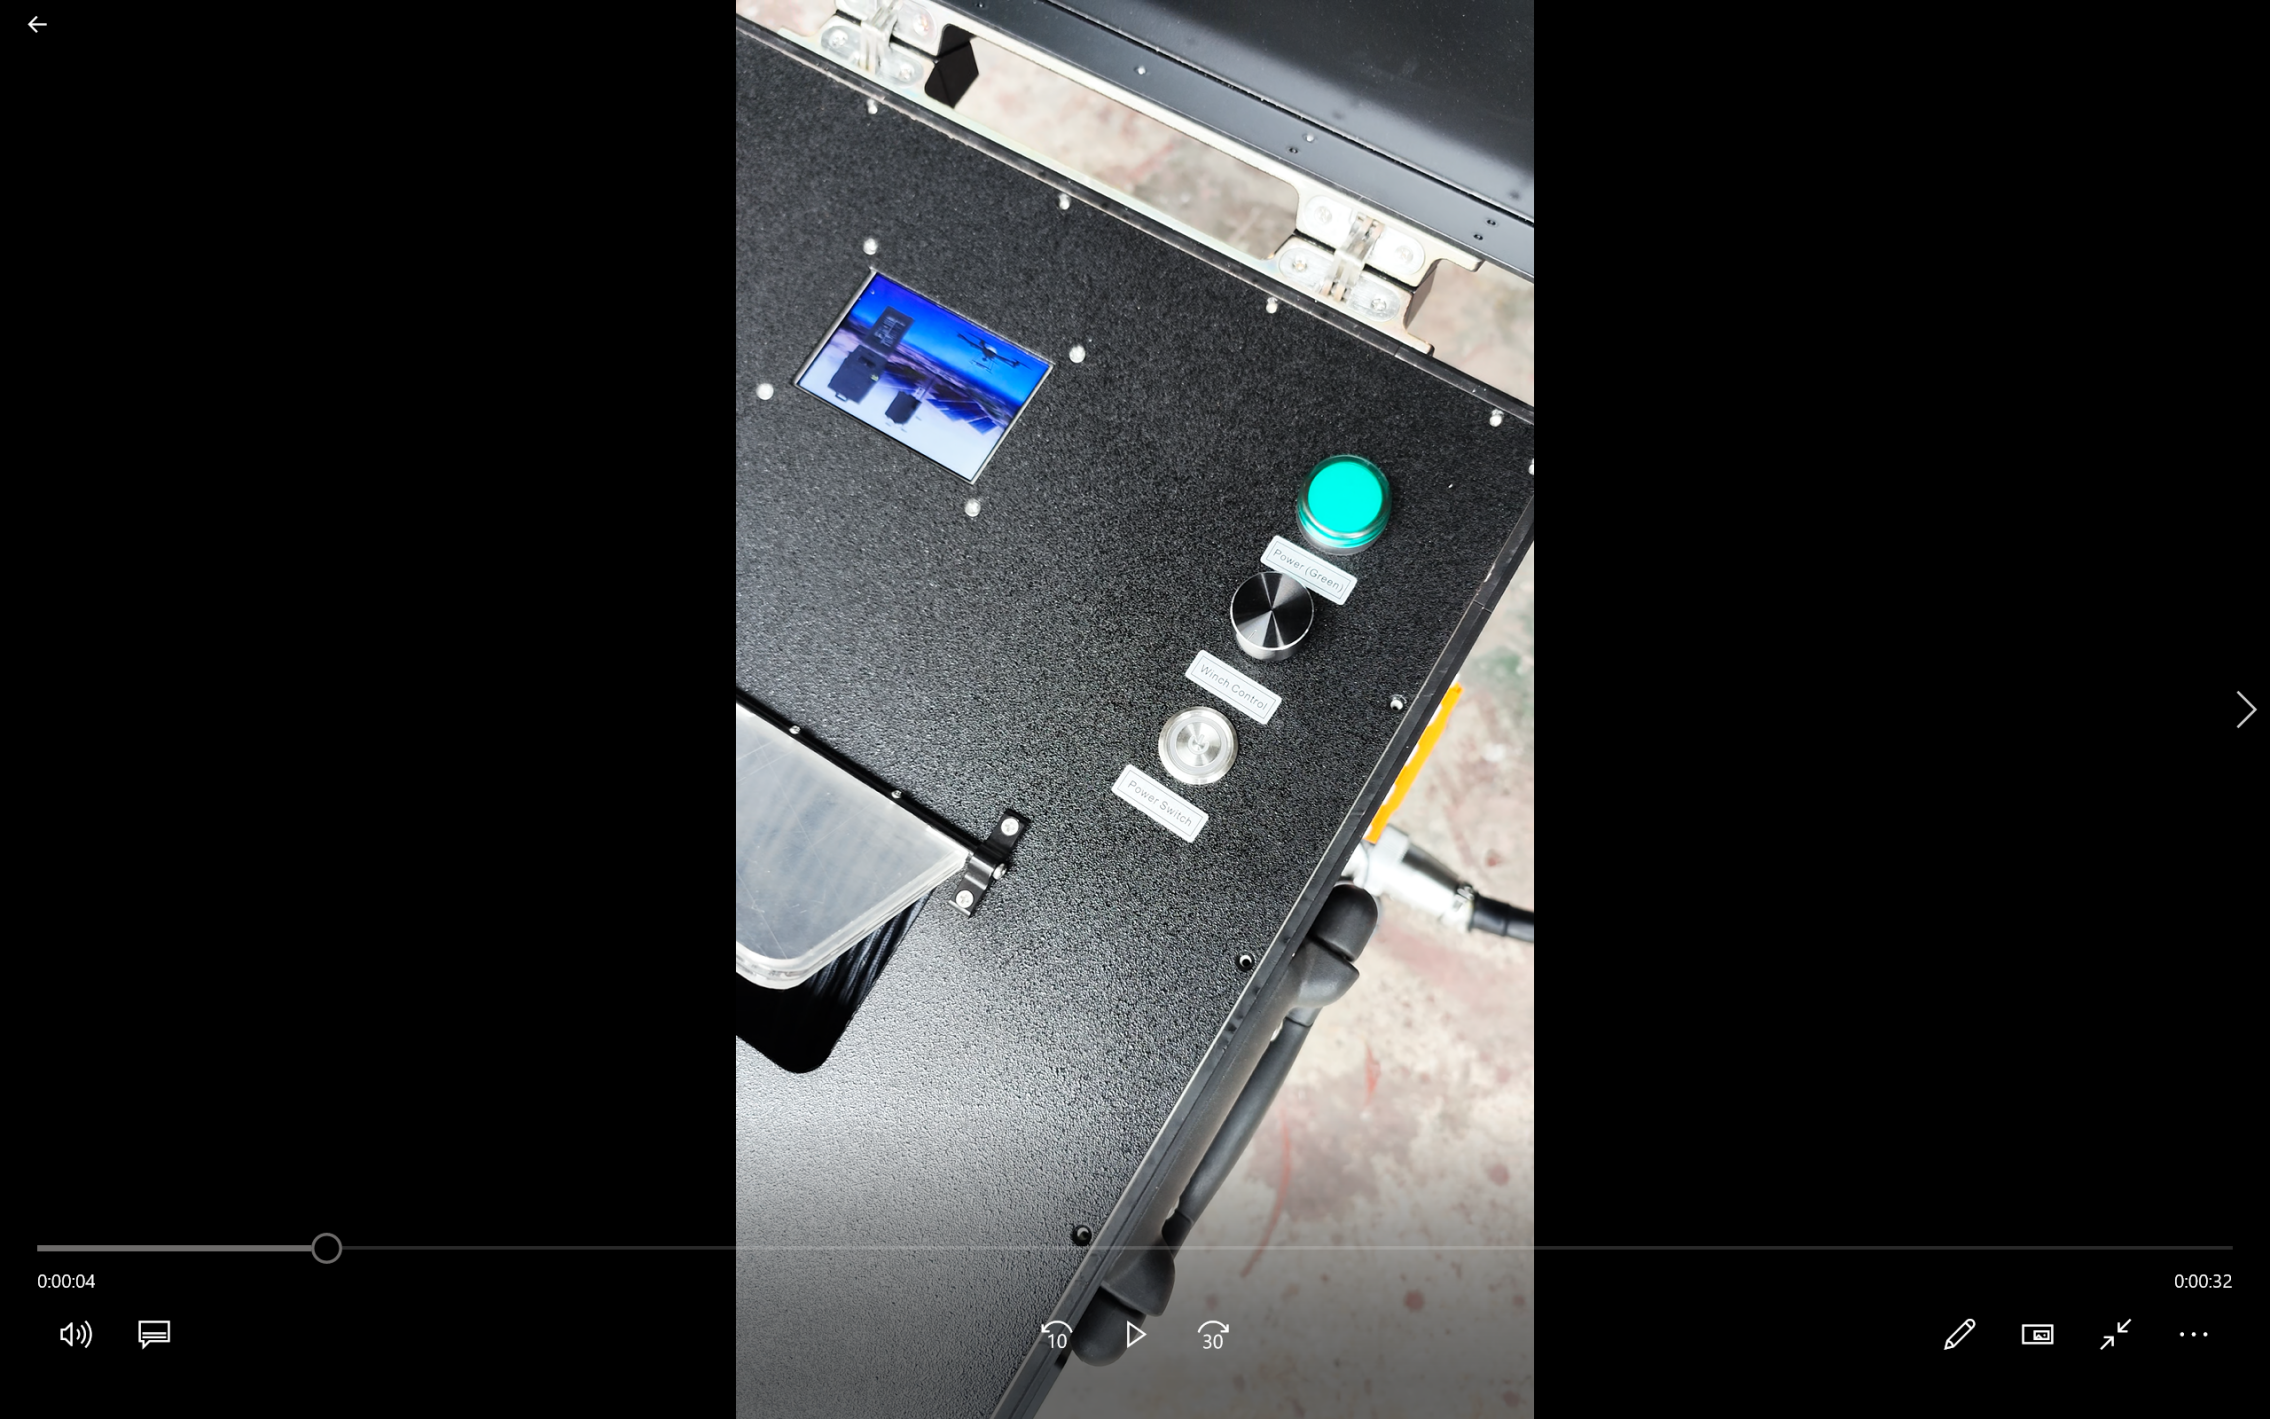 Power (Green)
Winch Control
Power Switch
0:00:04
0:00:32
10
30